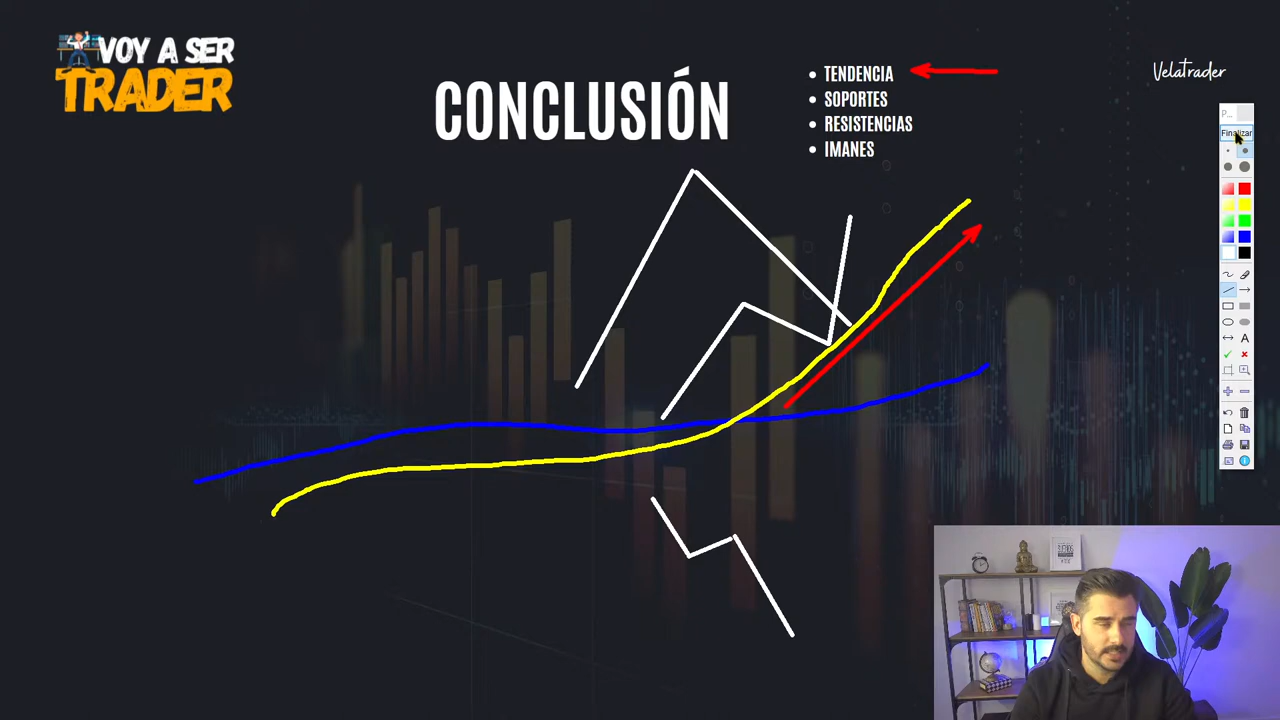 VOY A SER
TRADER
CONCLUSIÓN
TENDENCIA
SOPORTES
RESISTENCIAS
IMANES
Velatrader
P...
Finalizar
A